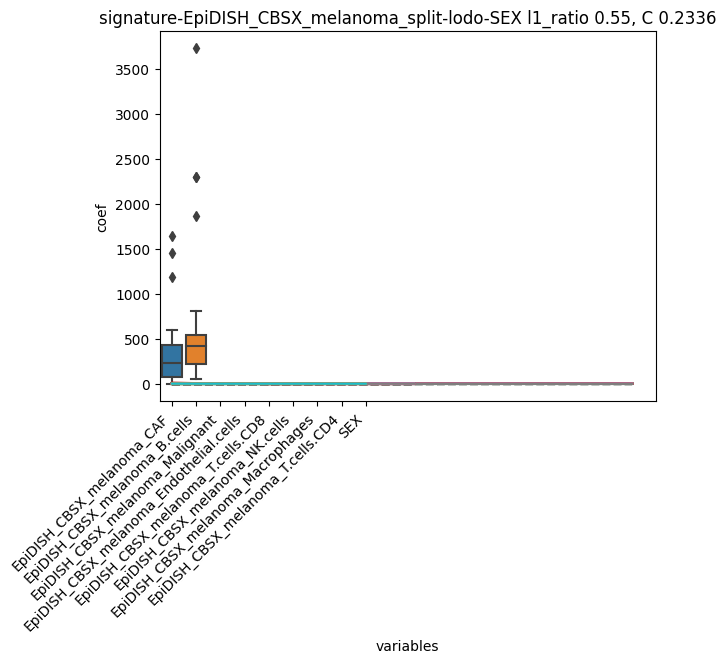 signature-EpiDISH_CBSX_melanoma_split-lodo-SEX l1_ratio 0.55, C 0.2336
3500
3000
2500
2000
1500
1000
500
0
coef
EpiDISH_CBSX_melanoma_CAF
EpiDISH_CBSX_melanoma_B.cells
EpiDISH_CBSX_melanoma_Malignant
EpiDISH_CBSX_melanoma_Endothelial.cells
EpiDISH_CBSX_melanoma_T.cells.CD8
EpiDISH_CBSX_melanoma_NK.cells
EpiDISH_CBSX_melanoma_Macrophages
EpiDISH_CBSX_melanoma_T.cells.CD4
SEX
variables